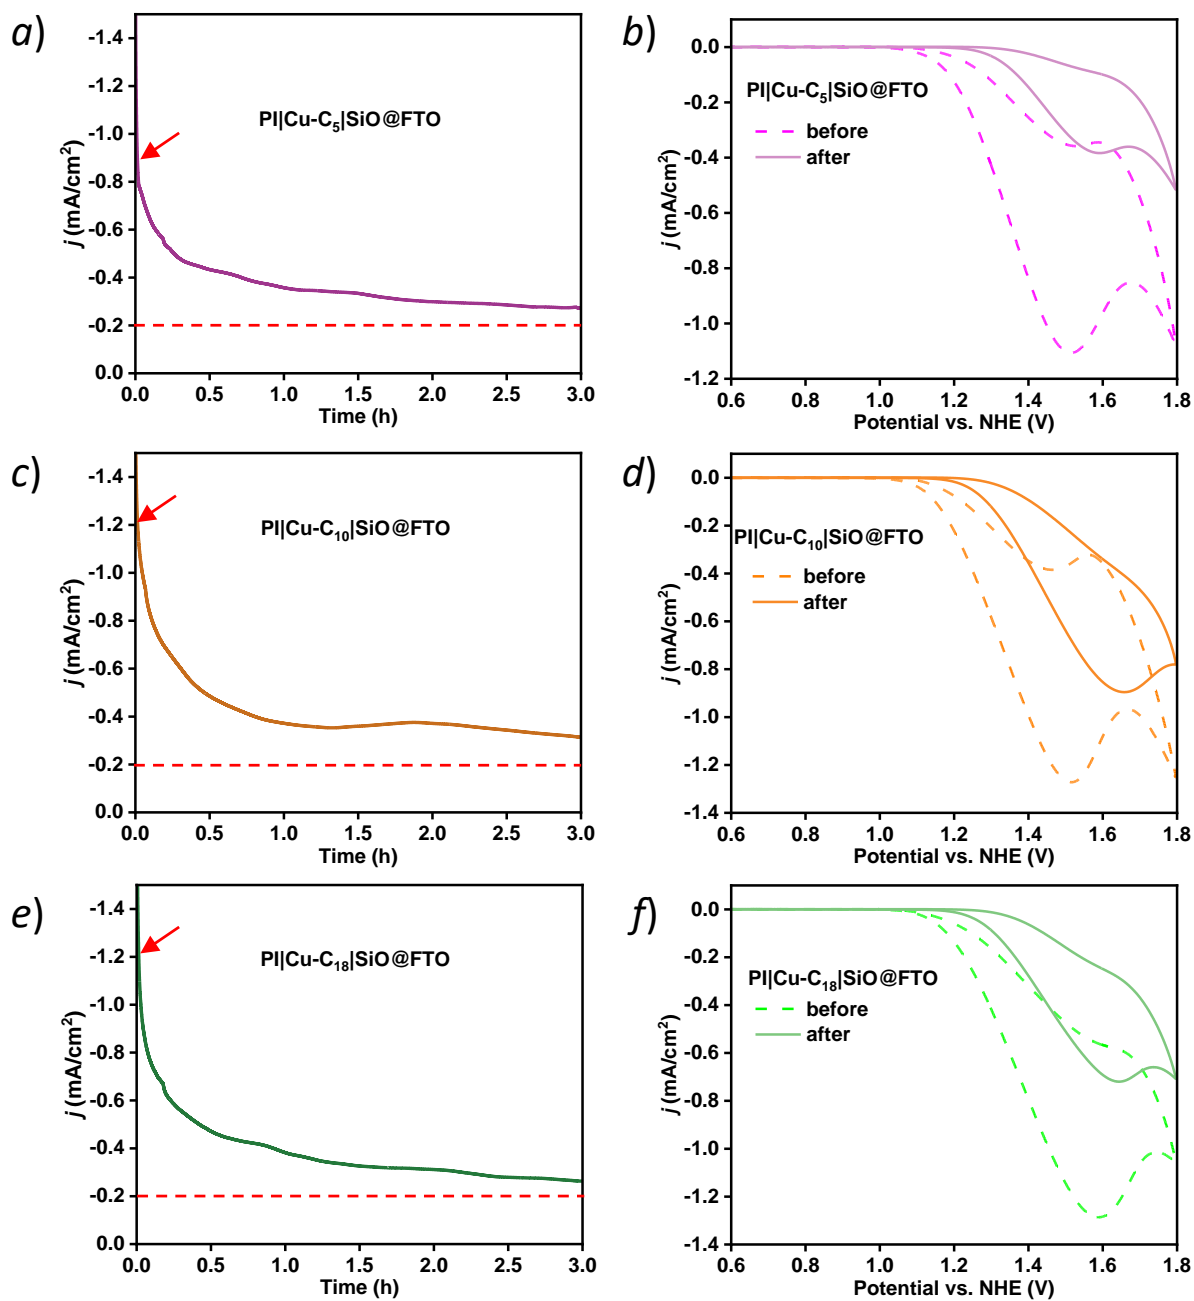 a)
-1.4
-1.2
-1.0
-0.8
-0.6
-0.4
-0.2
0.0
j (mA/cm²)
PI|Cu-C₅|SiO@FTO
0.0 0.5 1.0 1.5 2.0 2.5 3.0
Time (h)
b)
0.0
-0.2
-0.4
-0.6
-0.8
-1.0
-1.2
j (mA/cm²)
PI|Cu-C₅|SiO@FTO
before
after
0.6 0.8 1.0 1.2 1.4 1.6 1.8
Potential vs. NHE (V)
c)
-1.4
-1.2
-1.0
-0.8
-0.6
-0.4
-0.2
0.0
j (mA/cm²)
PI|Cu-C₁₀|SiO@FTO
0.0 0.5 1.0 1.5 2.0 2.5 3.0
Time (h)
d)
0.0
-0.2
-0.4
-0.6
-0.8
-1.0
-1.2
-1.4
j (mA/cm²)
PI|Cu-C₁₀|SiO@FTO
before
after
0.6 0.8 1.0 1.2 1.4 1.6 1.8
Potential vs. NHE (V)
e)
-1.4
-1.2
-1.0
-0.8
-0.6
-0.4
-0.2
0.0
j (mA/cm²)
PI|Cu-C₁₈|SiO@FTO
0.0 0.5 1.0 1.5 2.0 2.5 3.0
Time (h)
f)
0.0
-0.2
-0.4
-0.6
-0.8
-1.0
-1.2
-1.4
j (mA/cm²)
PI|Cu-C₁₈|SiO@FTO
before
after
0.6 0.8 1.0 1.2 1.4 1.6 1.8
Potential vs. NHE (V)